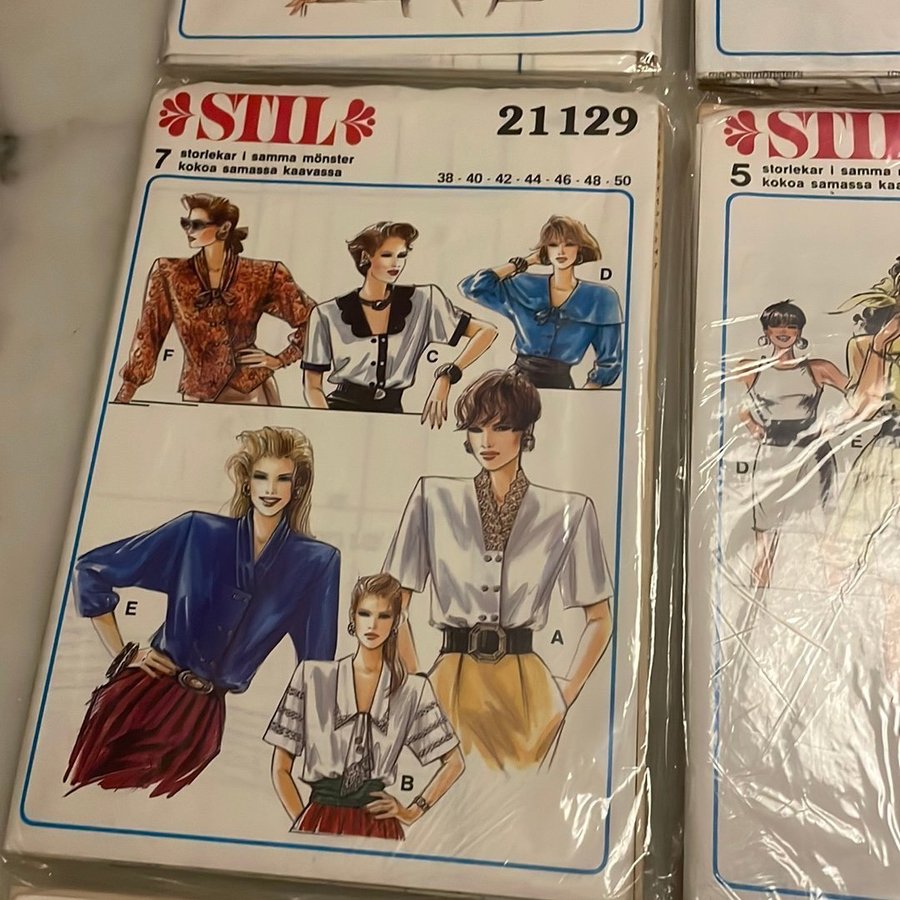 STIL
21129
7 storlekar i samma mönster
kokoa samassa kaavassa
38 - 40 - 42 - 44 - 46 - 48 - 50
F
C
D
E
A
B
STIL
5 storlekar i samma
kokoa samassa
D
E